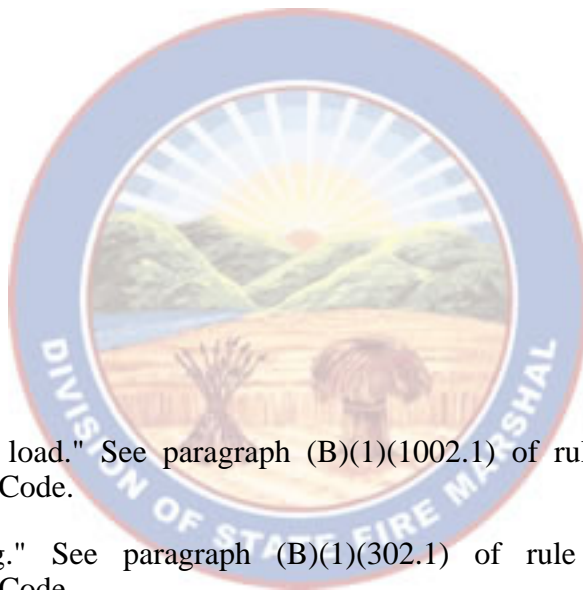 load." See paragraph (B)(1)(1002.1) of
Code.
." See paragraph (B)(1)(302.1) of rule
Code.
DIVISION OF STATE FIRE MARSHAL